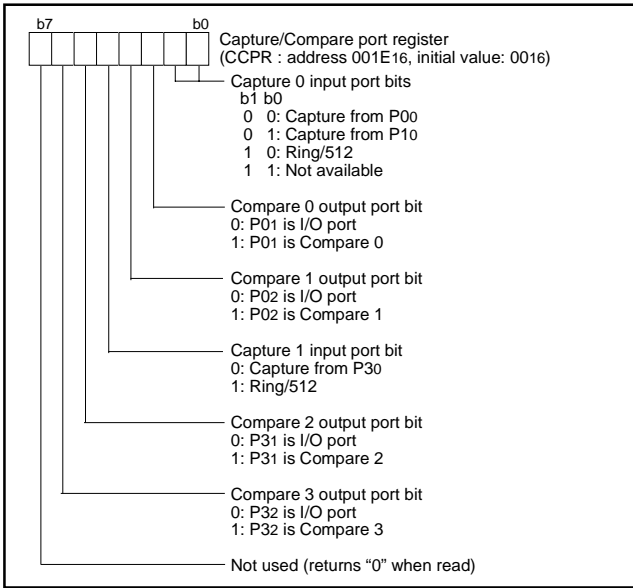 b7 b0
Capture/Compare port register
(CCPR : address 001E16, initial value: 0016)
Capture 0 input port bits
b1 b0
0 0: Capture from P00
0 1: Capture from P10
1 0: Ring/512
1 1: Not available
Compare 0 output port bit
0: P01 is I/O port
1: P01 is Compare 0
Compare 1 output port bit
0: P02 is I/O port
1: P02 is Compare 1
Capture 1 input port bit
0: Capture from P30
1: Ring/512
Compare 2 output port bit
0: P31 is I/O port
1: P31 is Compare 2
Compare 3 output port bit
0: P32 is I/O port
1: P32 is Compare 3
Not used (returns “0” when read)